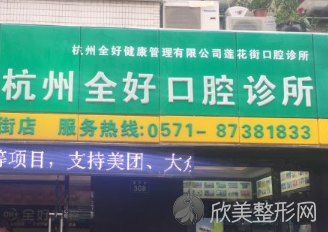 杭州全好健康管理有限公司莲花街口腔诊所
杭州全好口腔诊所
街店 服务热线:0571-87381833
等项目，支持美团、大众
308
欣美整形网